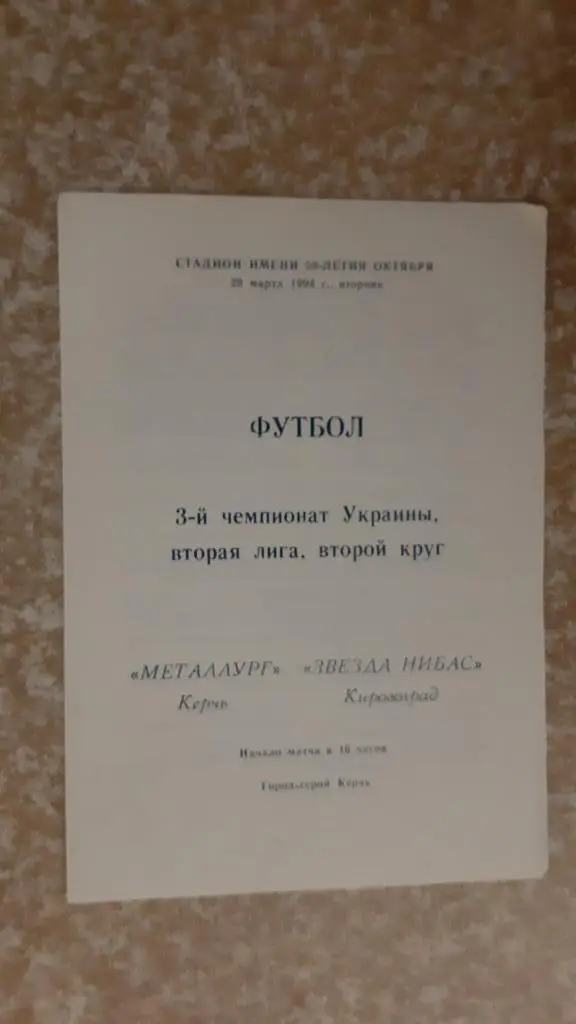 СТАДИОН ИМЕНИ 50-ЛЕТИЯ ОКТЯБРЯ
29 марта 1994 г., вторник
ФУТБОЛ
3-й чемпионат Украины,
вторая лига, второй круг
«МЕТАЛЛУРГ» «ЗВЕЗДА НИБАС»
Керчь Кировоград
Начало матча в 16 часов
Город-герой Керчь